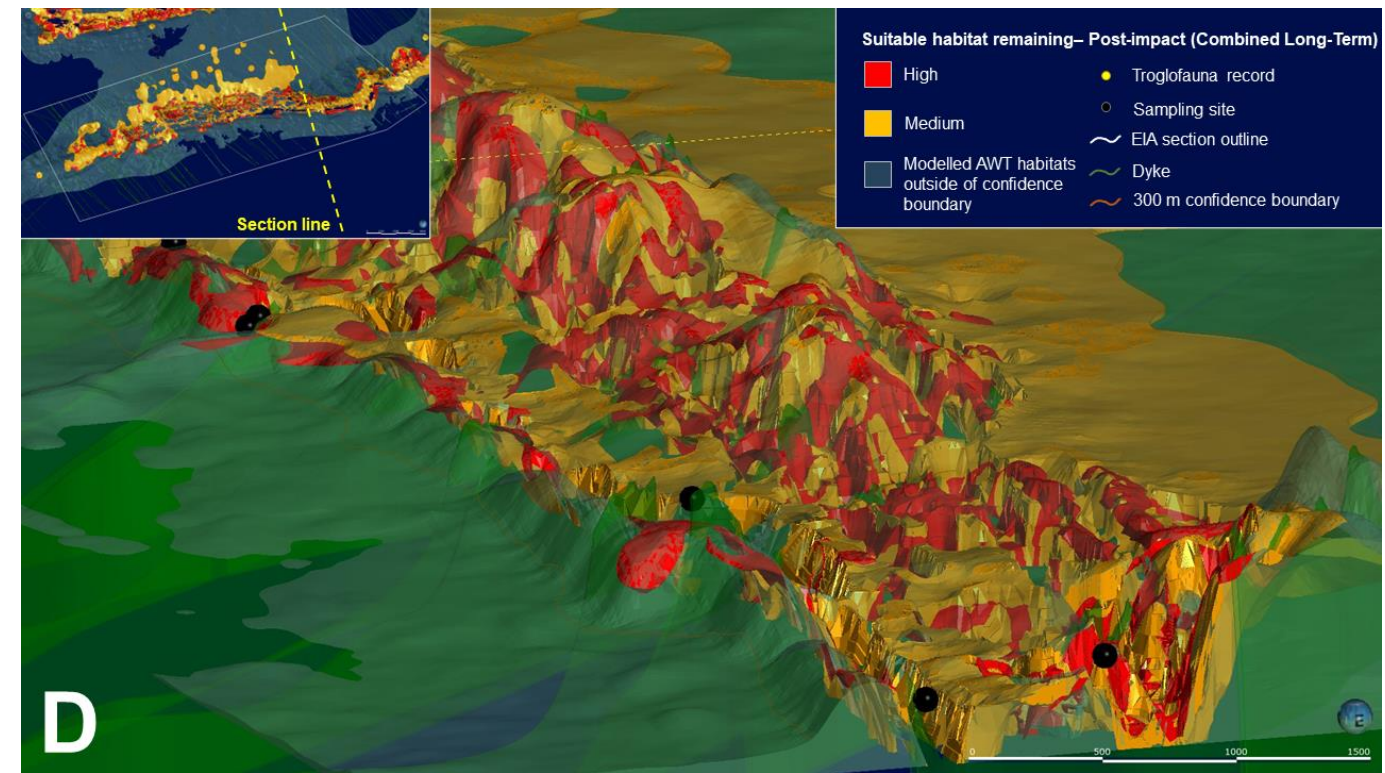 Section line
Suitable habitat remaining– Post-impact (Combined Long-Term)
High
Medium
Modelled AWT habitats
outside of confidence
boundary
Troglofauna record
Sampling site
EIA section outline
Dyke
300 m confidence boundary
D
0 500 1000 1500